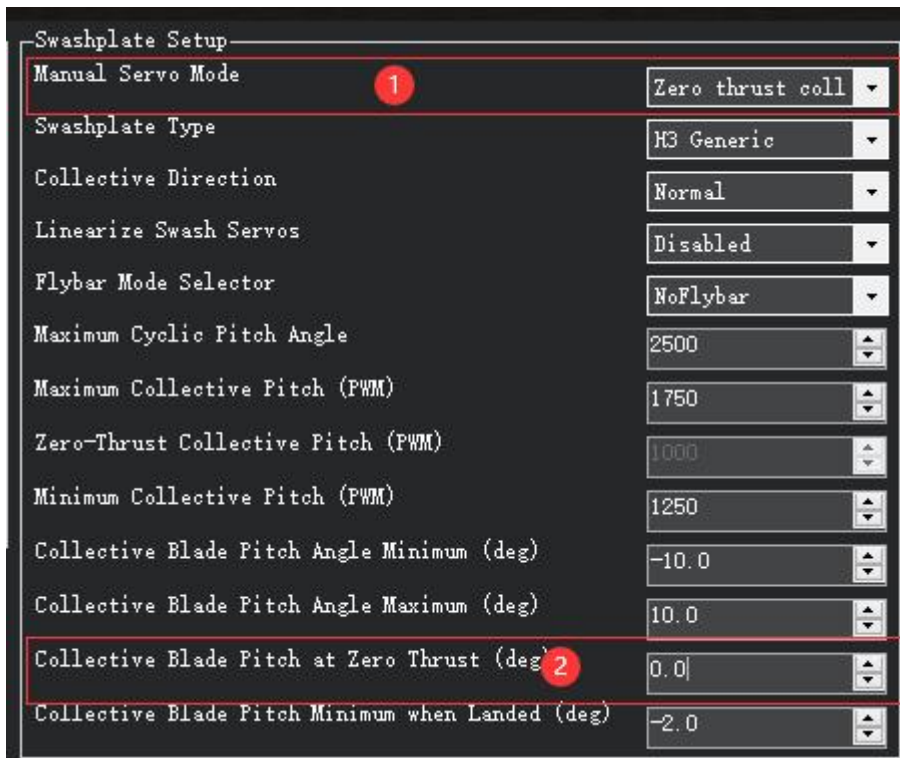 Swashplate Setup
Manual Servo Mode 1 Zero thrust coll
Swashplate Type H3 Generic
Collective Direction Normal
Linearize Swash Servos Disabled
Flybar Mode Selector NoFlybar
Maximum Cyclic Pitch Angle 2500
Maximum Collective Pitch (PWM) 1750
Zero-Thrust Collective Pitch (PWM) 1000
Minimum Collective Pitch (PWM) 1250
Collective Blade Pitch Angle Minimum (deg) -10.0
Collective Blade Pitch Angle Maximum (deg) 10.0
Collective Blade Pitch at Zero Thrust (deg) 2 0.0
Collective Blade Pitch Minimum when Landed (deg) -2.0